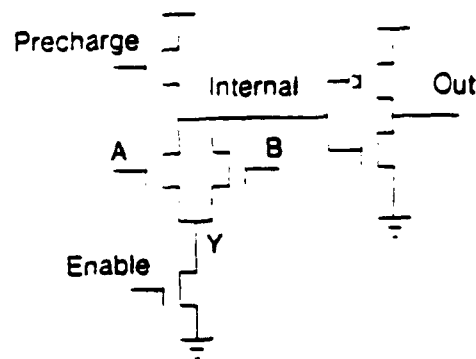 Precharge
Internal
Out
A
B
Y
Enable